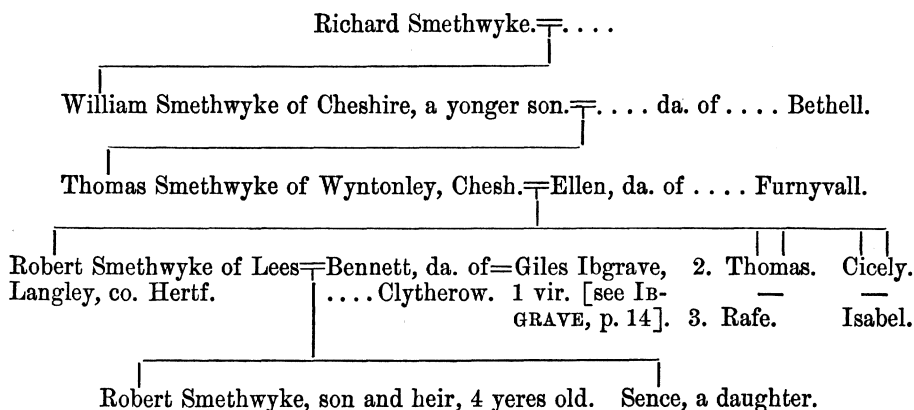 Richard Smethwyke.=. . . .
William Smethwyke of Cheshire, a yonger son.=. . . . da. of . . . . Bethell.
Thomas Smethwyke of Wyntonley, Chesh.=Ellen, da. of . . . . Furnyvall.
Robert Smethwyke of Lees=Bennett, da. of=Giles Ibgrave, 2. Thomas. Cicely.
Langley, co. Hertf. . . . . Clytherow. 1 vir. [see IB-
GRAVE, p. 14]. 3. Rafe. Isabel.
Robert Smethwyke, son and heir, 4 yeres old. Sence, a daughter.